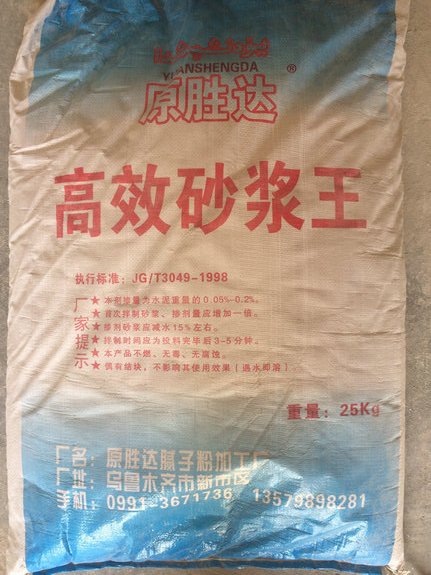 YUANSHENGDA
原胜达®
高效砂浆王
执行标准：JG/T3049-1998
厂家提示
★本剂掺量为水泥重量的0.05%-0.2%。
★首次拌制砂浆、掺剂量应增加一倍。
★掺剂砂浆应减水15%左右。
★拌制时间应为投料完毕后3-5分钟。
★本产品不燃、无毒、无腐蚀。
★偶有结块，不影响其使用效果（遇水即溶）
重量：25Kg
厂名：原胜达腻子粉加工厂
厂址：乌鲁木齐市新市区
手机：0991-3671736 13579898281